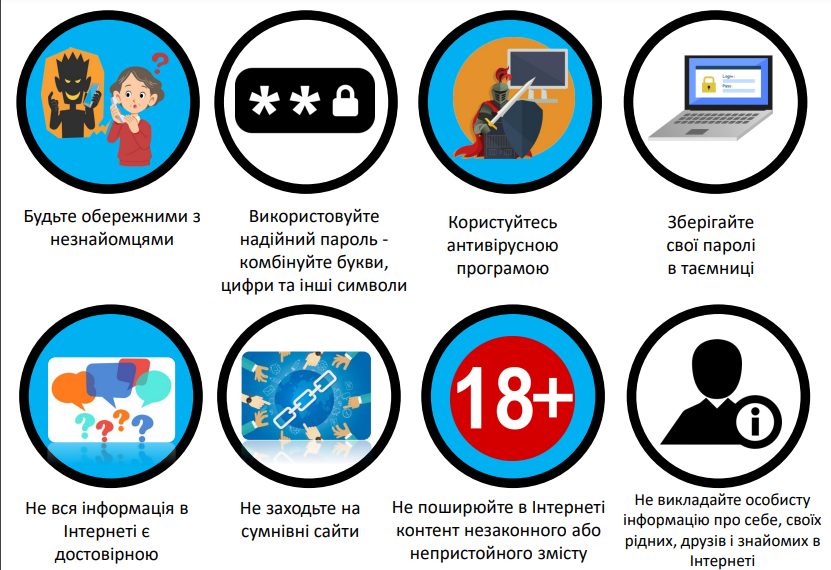 Login :
Pass :
Будьте обережними з
незнайомцями
Використовуйте
надійний пароль -
комбінуйте букви,
цифри та інші символи
Користуйтесь
антивірусною
програмою
Зберігайте
свої паролі
в таємниці
18+
Не вся інформація в
Інтернеті є
достовірною
Не заходьте на
сумнівні сайти
Не поширюйте в Інтернеті
контент незаконного або
непристойного змісту
Не викладайте особисту
інформацію про себе, своїх
рідних, друзів і знайомих в
Інтернеті